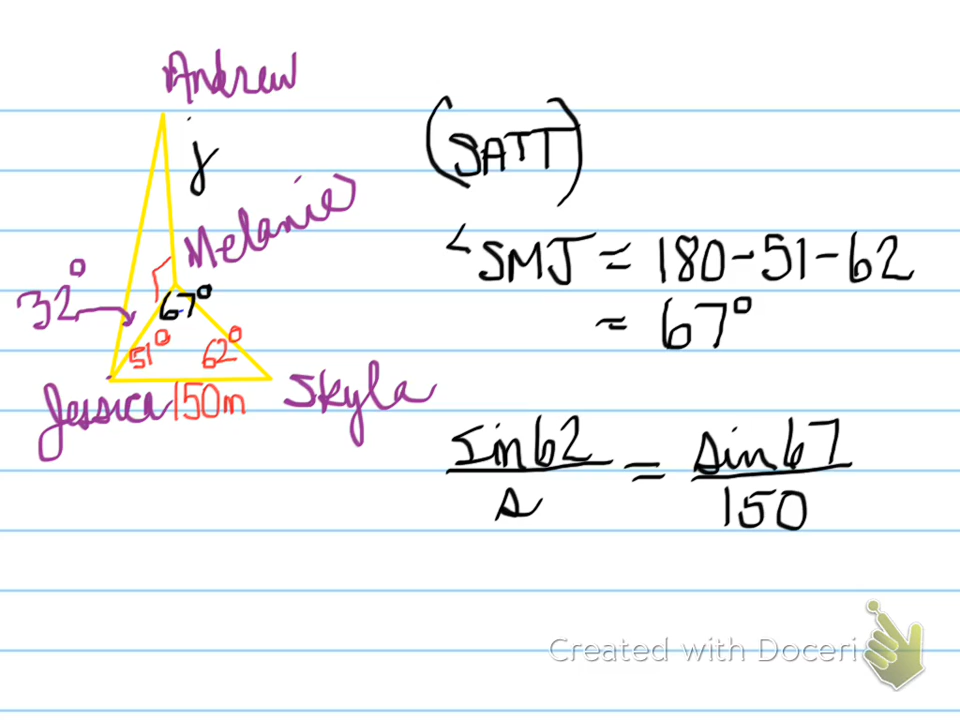 Andrew
j
Melanie
32°
67°
51° 62°
Jessica 150m Skyla
(SATT)
∠SMJ = 180-51-62
= 67°
Sin62 = sin67
s 150
Created with Doceri